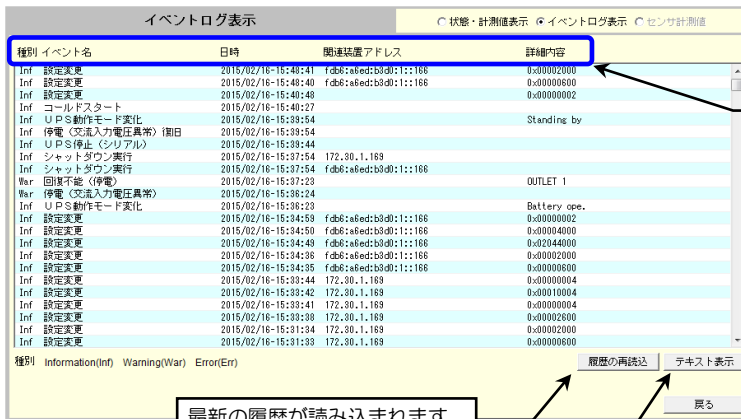 イベントログ表示
状態・計測値表示 イベントログ表示 センサ計測値
種別 イベント名 日時 関連装置アドレス 詳細内容
Inf 設定変更 2015/02/16-15:48:41 fdb6:a6ed:b3d0:1::166 0x00002000
Inf 設定変更 2015/02/16-15:48:40 fdb6:a6ed:b3d0:1::166 0x00000600
Inf 設定変更 2015/02/16-15:40:48 0x00000002
Inf コールドスタート 2015/02/16-15:40:27
Inf UPS動作モード変化 2015/02/16-15:39:54 Standing by
Inf 停電(交流入力電圧異常)復旧 2015/02/16-15:39:54
Inf UPS停止(シリアル) 2015/02/16-15:39:44
Inf シャットダウン実行 2015/02/16-15:37:54 172.30.1.169
Inf シャットダウン実行 2015/02/16-15:37:54 fdb6:a6ed:b3d0:1::166
War 回復不能(停電) 2015/02/16-15:37:23 OUTLET 1
War 停電(交流入力電圧異常) 2015/02/16-15:36:24
Inf UPS動作モード変化 2015/02/16-15:36:23 Battery ope.
Inf 設定変更 2015/02/16-15:34:59 fdb6:a6ed:b3d0:1::166 0x00000002
Inf 設定変更 2015/02/16-15:34:50 fdb6:a6ed:b3d0:1::166 0x00004000
Inf 設定変更 2015/02/16-15:34:49 fdb6:a6ed:b3d0:1::166 0x02044000
Inf 設定変更 2015/02/16-15:34:36 fdb6:a6ed:b3d0:1::166 0x00002000
Inf 設定変更 2015/02/16-15:34:35 fdb6:a6ed:b3d0:1::166 0x00000600
Inf 設定変更 2015/02/16-15:33:44 172.30.1.169 0x00000004
Inf 設定変更 2015/02/16-15:33:42 172.30.1.169 0x00010004
Inf 設定変更 2015/02/16-15:33:41 172.30.1.169 0x00000004
Inf 設定変更 2015/02/16-15:33:38 172.30.1.169 0x00002600
Inf 設定変更 2015/02/16-15:31:34 172.30.1.169 0x00002000
Inf 設定変更 2015/02/16-15:31:33 172.30.1.169 0x00000600
種別 Information(Inf) Warning(War) Error(Err)
履歴の再読込 テキスト表示
戻る
最新の履歴が読み込まれます